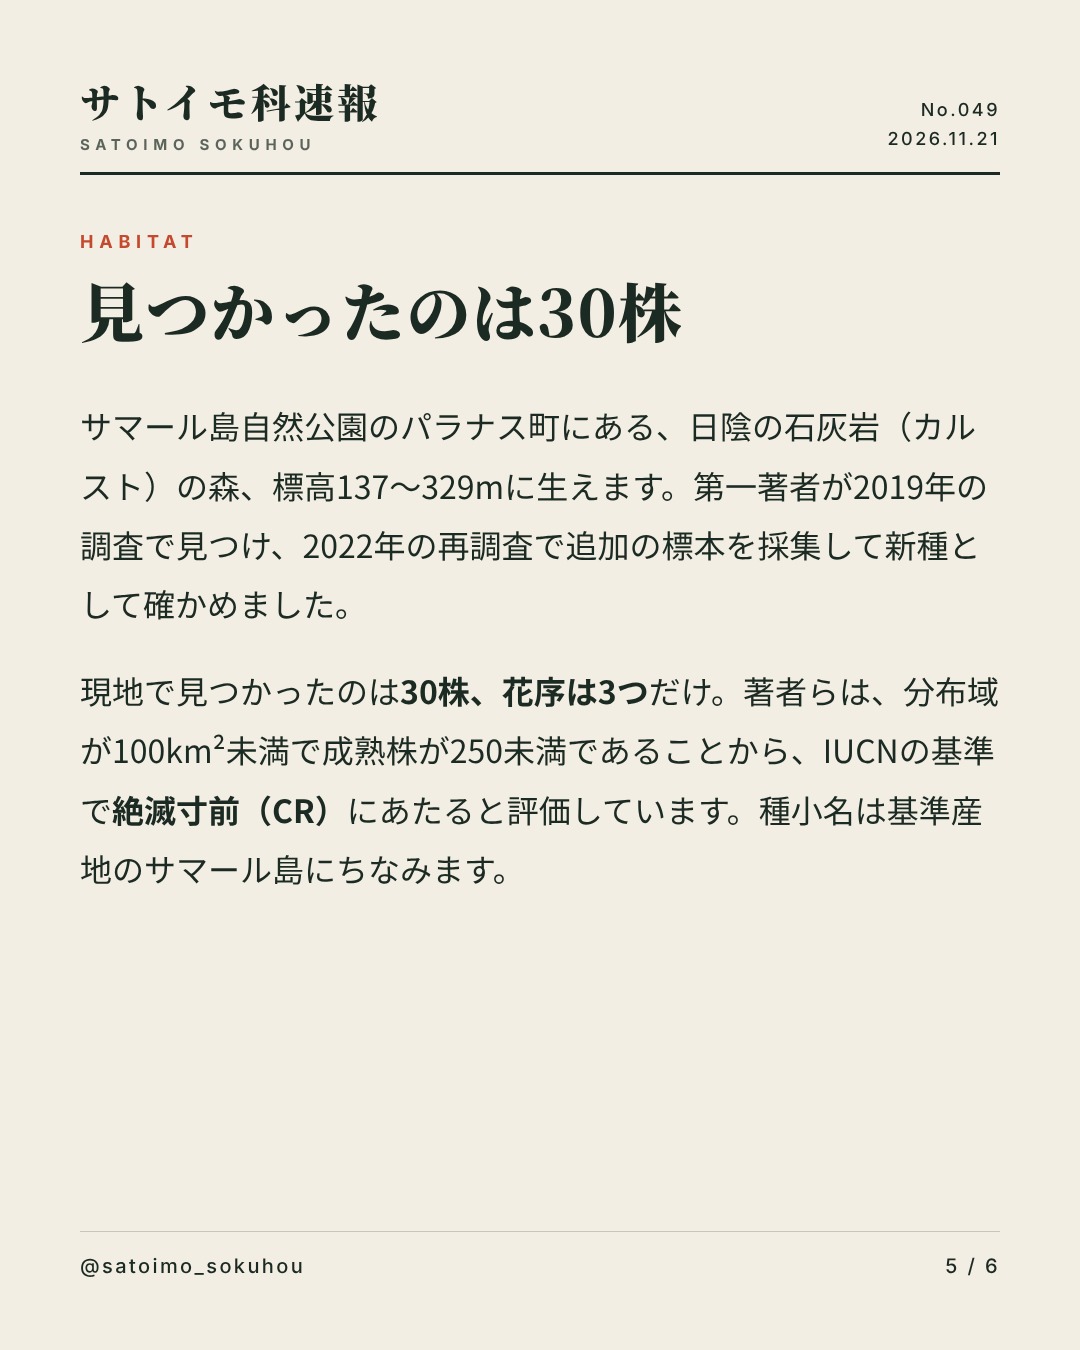 サトイモ科速報
SATOIMO SOKUHOU
No.049
2026.11.21
HABITAT
見つかったのは30株
サマール島自然公園のパラナス町にある、日陰の石灰岩（カル
スト）の森、標高137〜329mに生えます。第一著者が2019年の
調査で見つけ、2022年の再調査で追加の標本を採集して新種と
して確かめました。
現地で見つかったのは30株、花序は3つだけ。著者らは、分布域
が100km²未満で成熟株が250未満であることから、IUCNの基準
で絶滅寸前（CR）にあたると評価しています。種小名は基準産
地のサマール島にちなみます。
@satoimo_sokuhou
5 / 6